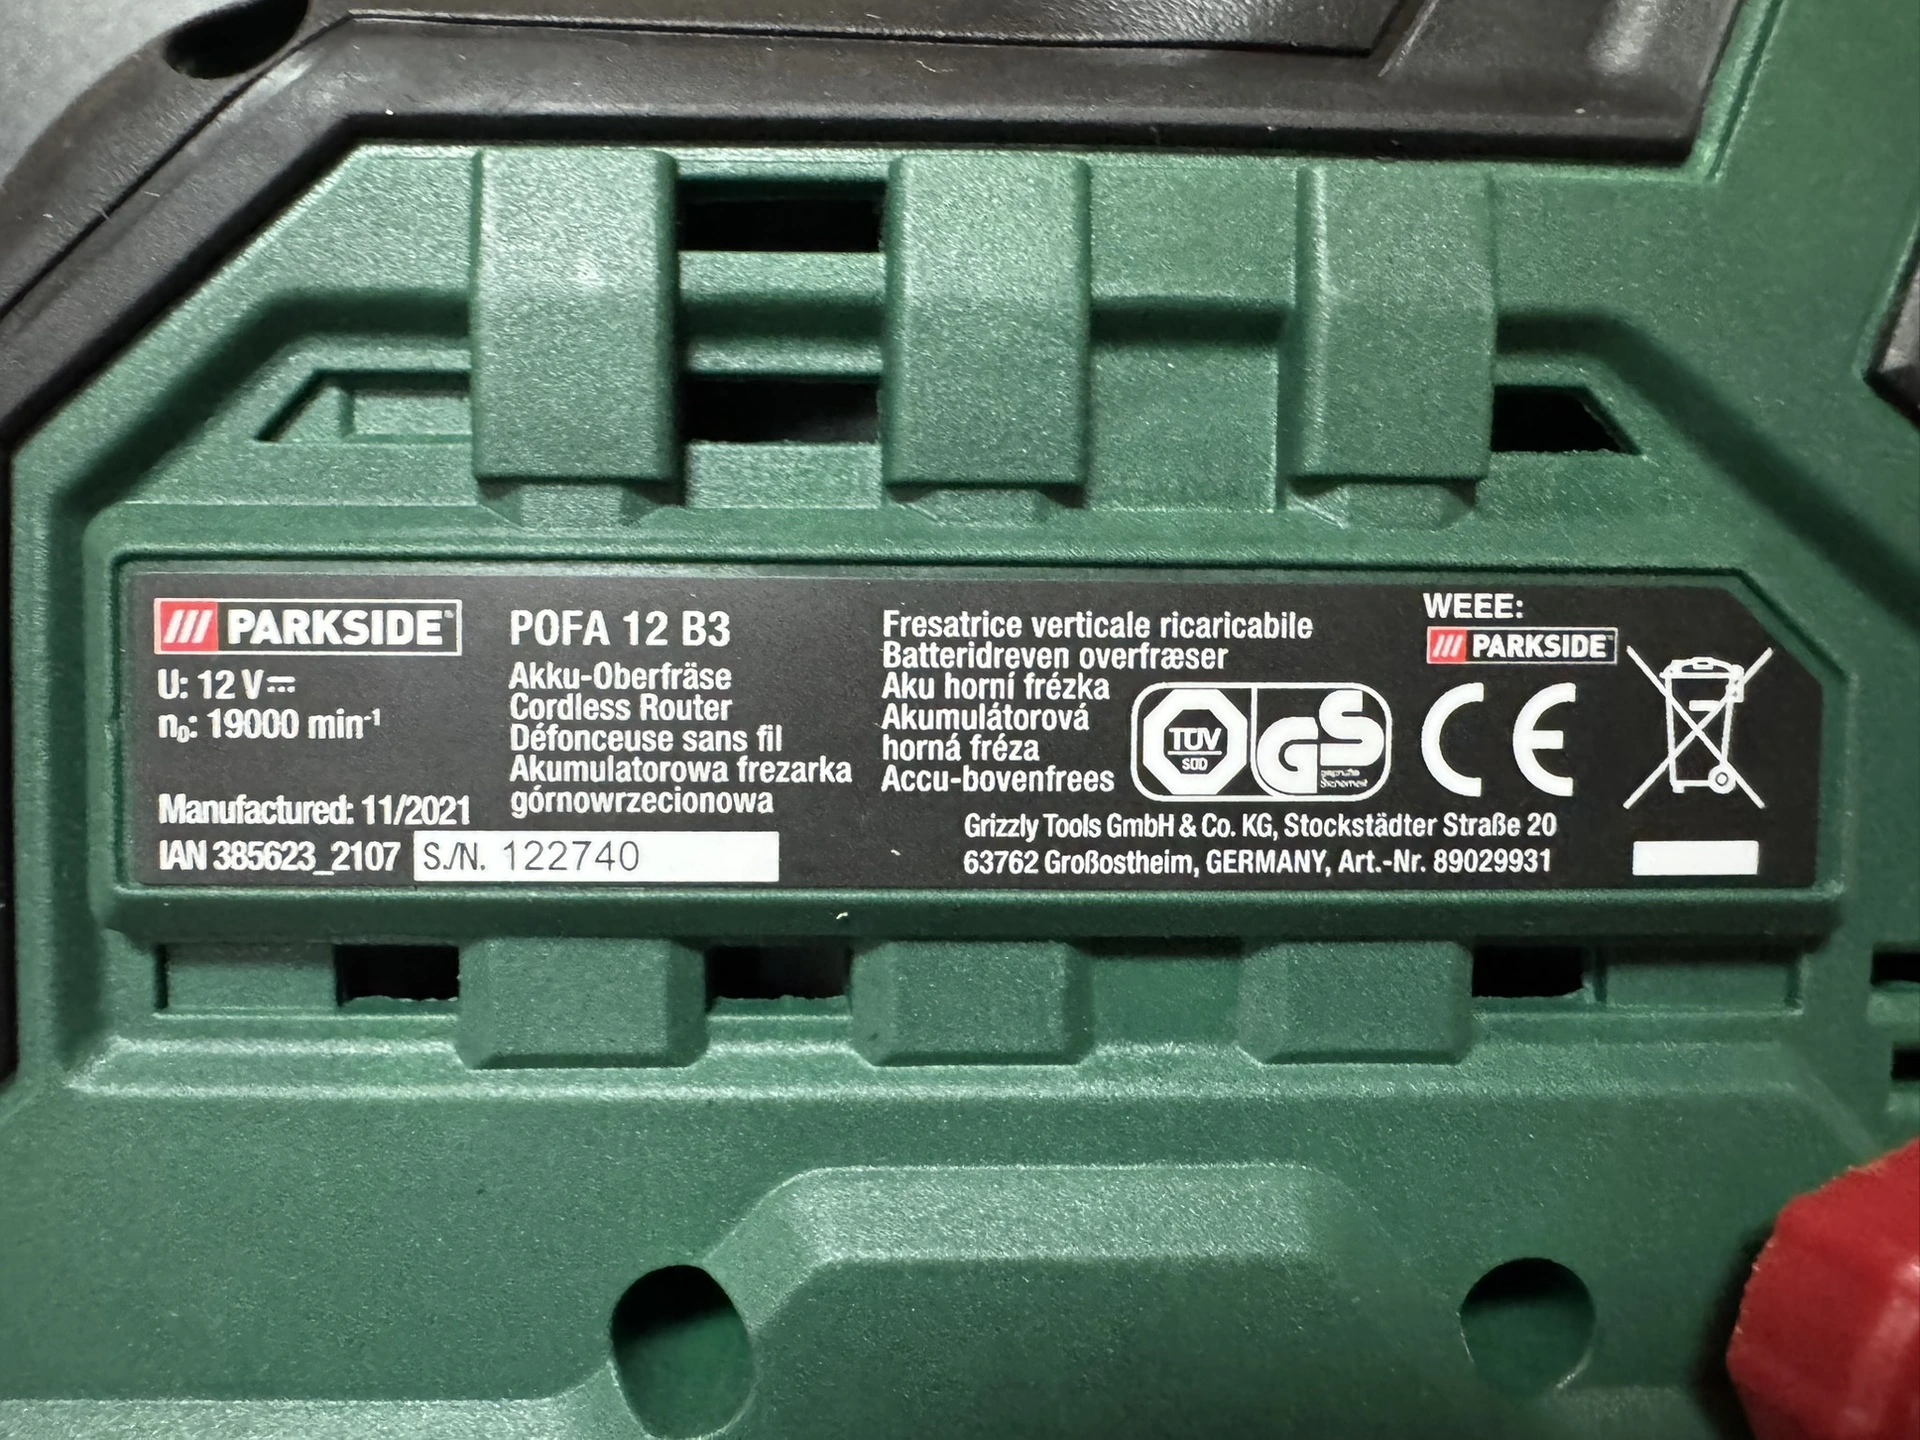 PARKSIDE
U: 12 V
n₀: 19000 min⁻¹
Manufactured: 11/2021
IAN 385623_2107
S./N. 122740
POFA 12 B3
Akku-Oberfräse
Cordless Router
Défonceuse sans fil
Akumulatorowa frezarka
górnowrzecionowa
Fresatrice verticale ricaricabile
Batteridreven overfræser
Aku horní frézka
Akumulátorová
horná fréza
Accu-bovenfrees
TÜV
SÜD
GS
geprüfte
Sicherheit
WEEE:
PARKSIDE
CE
Grizzly Tools GmbH & Co. KG, Stockstädter Straße 20
63762 Großostheim, GERMANY, Art.-Nr. 89029931